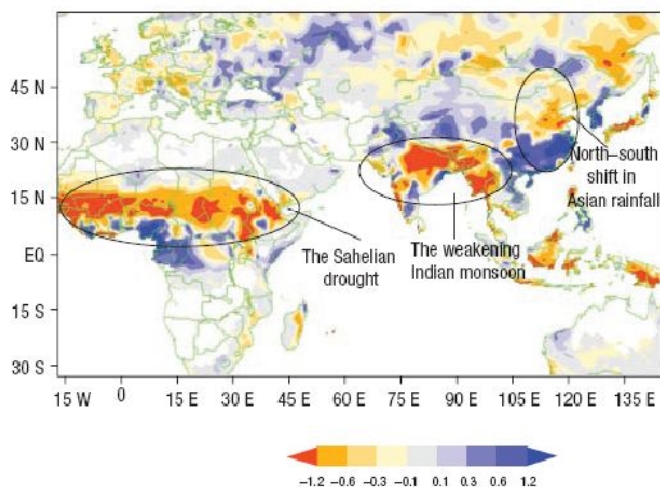 45 N
30 N
15 N
EQ
15 S
30 S
North–south
shift in
Asian rainfall
The Sahelian
drought
The weakening
Indian monsoon
15 W 0 15 E 30 E 45 E 60 E 75 E 90 E 105 E 120 E 135 E
−1.2 −0.6 −0.3 −0.1 0.1 0.3 0.6 1.2